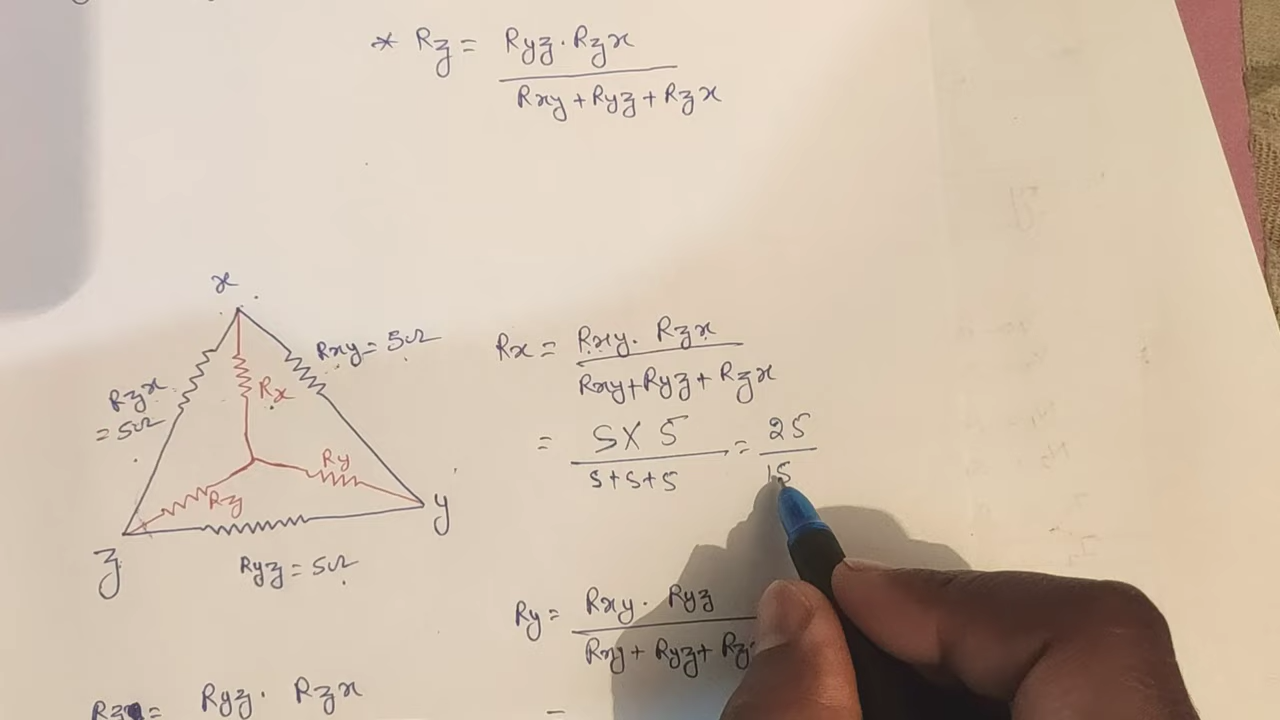 * Rz = Ryz · Rzx
Rxy + Ryz + Rzx
x
Rxy = 5Ω
Rzx
= 5Ω
Rx
Ry
Rz
z
y
Ryz = 5Ω
Rx = Rxy · Rzx
Rxy + Ryz + Rzx
= 5 X 5 = 25
5 + 5 + 5 15
Ry = Rxy · Ryz
Rxy + Ryz +
= Ryz · Rzx
=